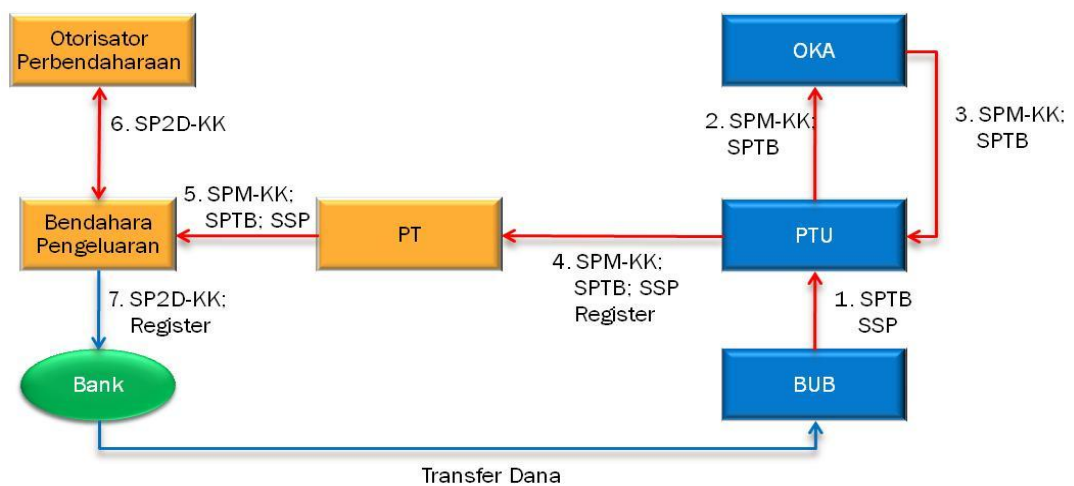 Otorisator
Perbendaharaan
OKA
6. SP2D-KK
2. SPM-KK;
SPTB
3. SPM-KK;
SPTB
5. SPM-KK;
SPTB; SSP
Bendahara
Pengeluaran
PT
PTU
4. SPM-KK;
SPTB; SSP
Register
7. SP2D-KK;
Register
1. SPTB
SSP
Bank
BUB
Transfer Dana